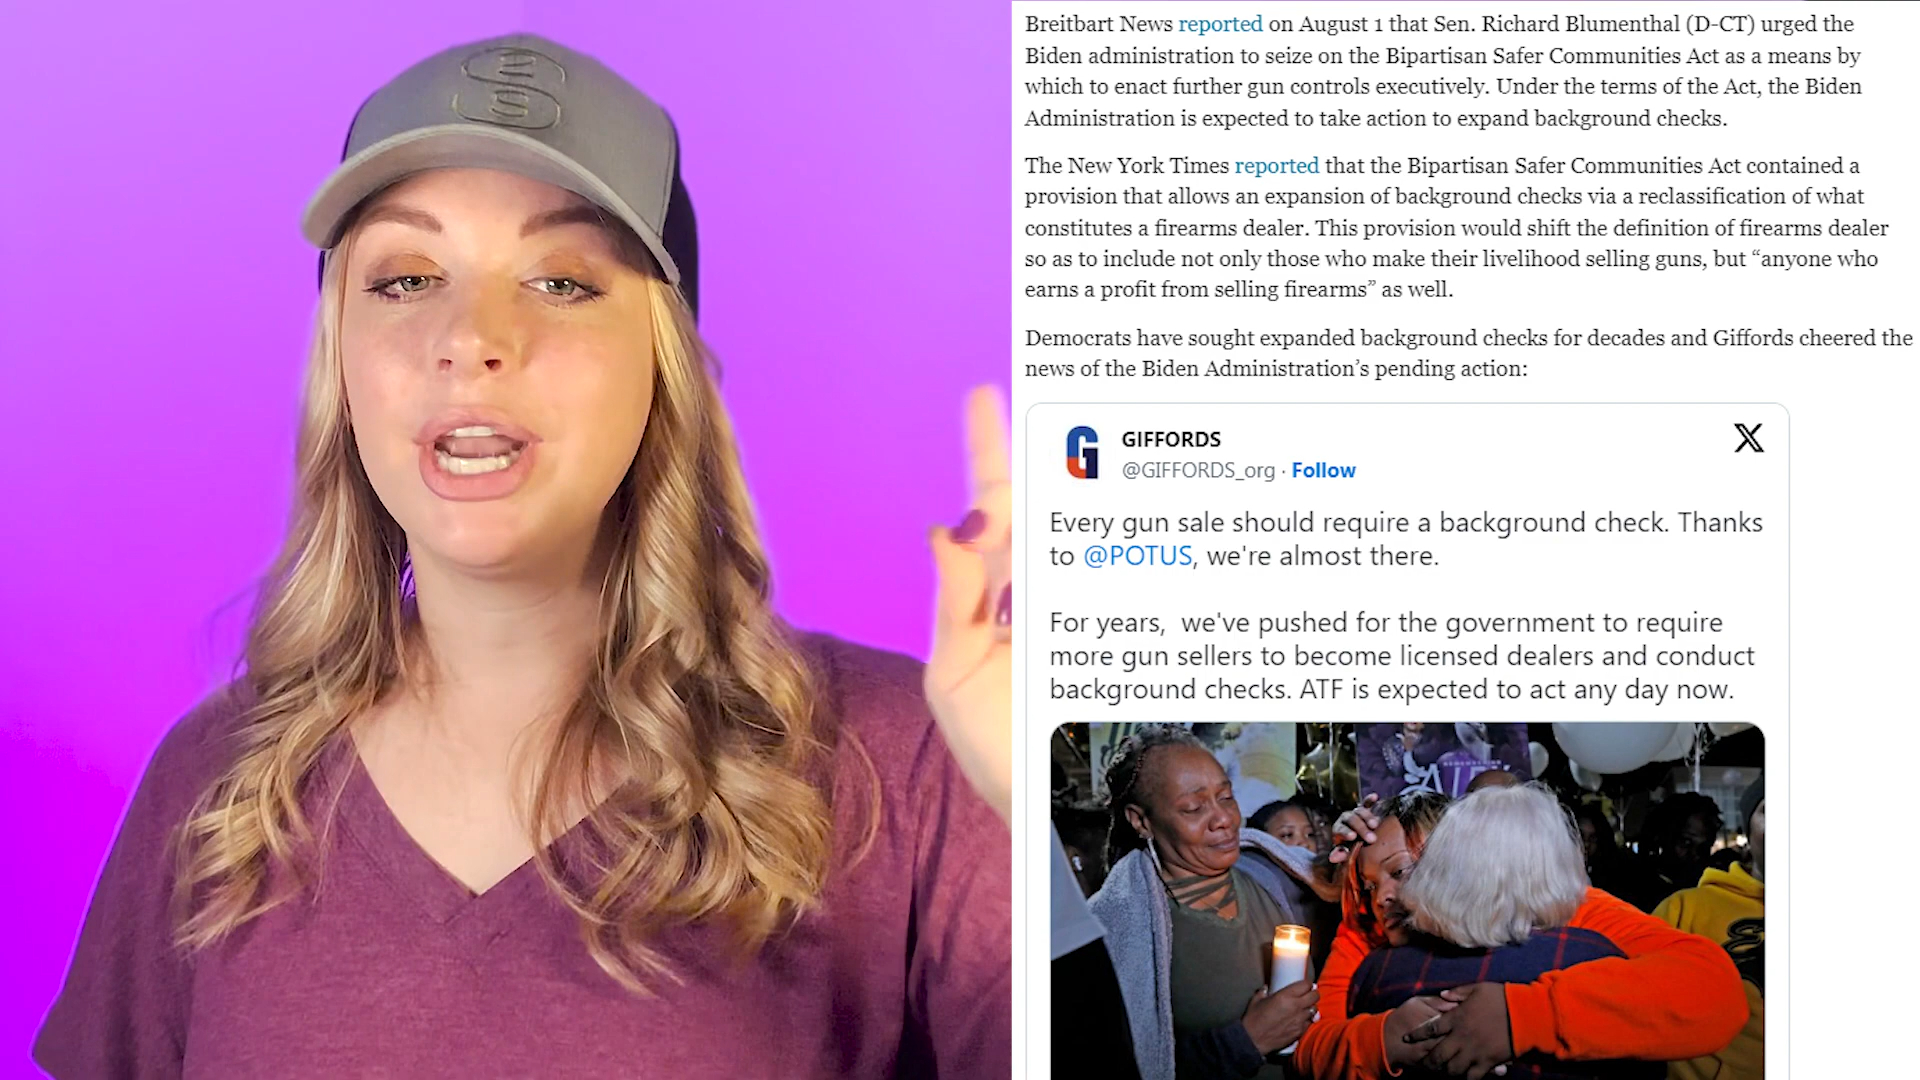 Breitbart News reported on August 1 that Sen. Richard Blumenthal (D-CT) urged the
Biden administration to seize on the Bipartisan Safer Communities Act as a means by
which to enact further gun controls executively. Under the terms of the Act, the Biden
Administration is expected to take action to expand background checks.
The New York Times reported that the Bipartisan Safer Communities Act contained a
provision that allows an expansion of background checks via a reclassification of what
constitutes a firearms dealer. This provision would shift the definition of firearms dealer
so as to include not only those who make their livelihood selling guns, but “anyone who
earns a profit from selling firearms” as well.
Democrats have sought expanded background checks for decades and Giffords cheered the
news of the Biden Administration’s pending action:
GIFFORDS
@GIFFORDS_org · Follow
Every gun sale should require a background check. Thanks
to @POTUS, we're almost there.
For years, we've pushed for the government to require
more gun sellers to become licensed dealers and conduct
background checks. ATF is expected to act any day now.